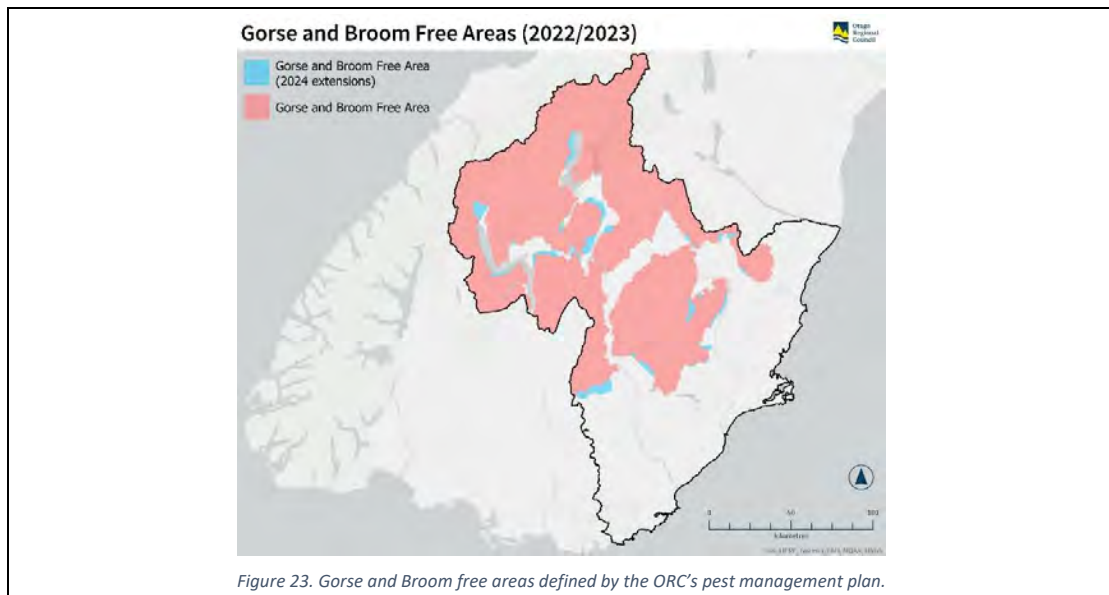 Gorse and Broom Free Areas (2022/2023)
Otago
Regional
Council
Gorse and Broom Free Area
(2024 extensions)
Gorse and Broom Free Area
0
kilometres
Figure 23. Gorse and Broom free areas defined by the ORC's pest management plan.